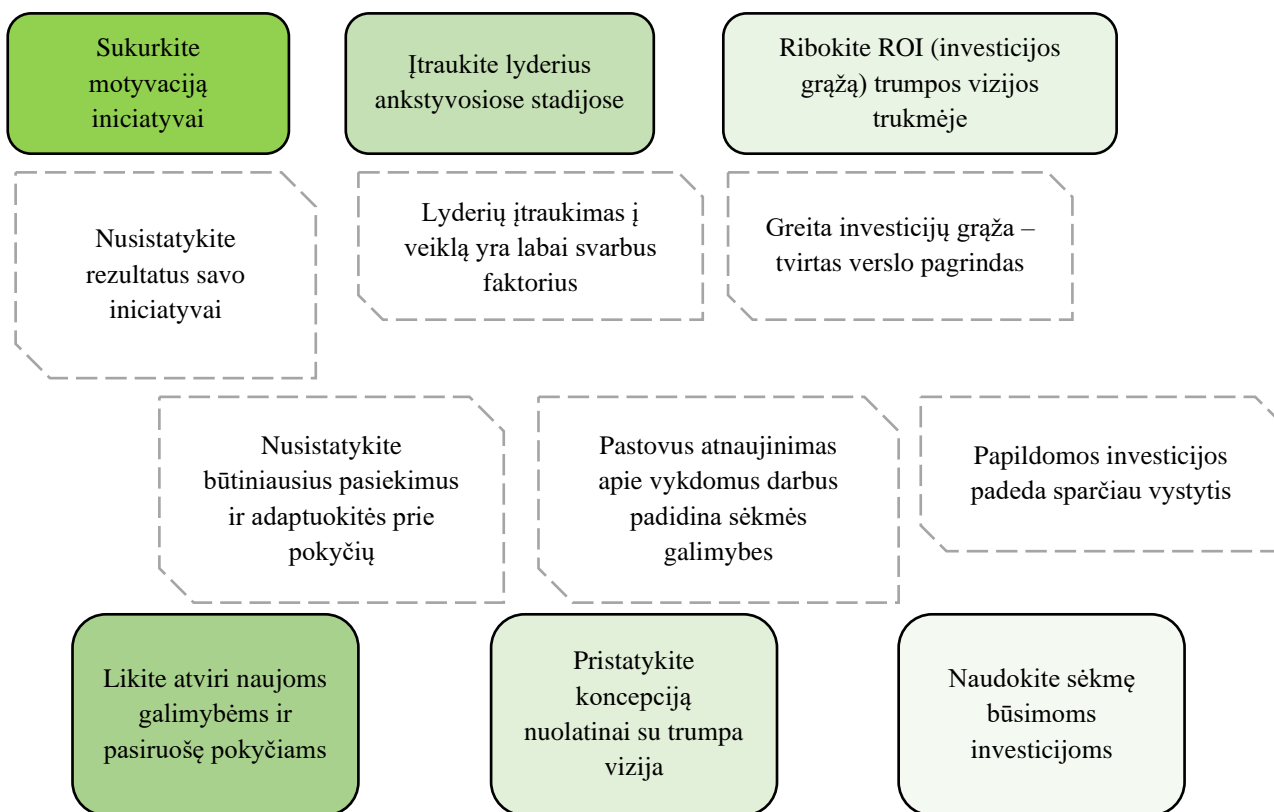 Sukurkite
motyvaciją
iniciatyvai
Įtraukite lyderius
ankstyvosiose stadijose
Ribokite ROI (investicijos
grąžą) trumpos vizijos
trukmėje
Nusistatykite
rezultatus savo
iniciatyvai
Lyderių įtraukimas į
veiklą yra labai svarbus
faktorius
Greita investicijų grąža –
tvirtas verslo pagrindas
Nusistatykite
būtiniausius pasiekimus
ir adaptuokitės prie
pokyčių
Pastovus atnaujinimas
apie vykdomus darbus
padidina sėkmės
galimybes
Papildomos investicijos
padeda sparčiau vystytis
Likite atviri naujoms
galimybėms ir
pasiruošę pokyčiams
Pristatykite
koncepciją
nuolatinai su trumpa
vizija
Naudokite sėkmę
būsimoms
investicijoms